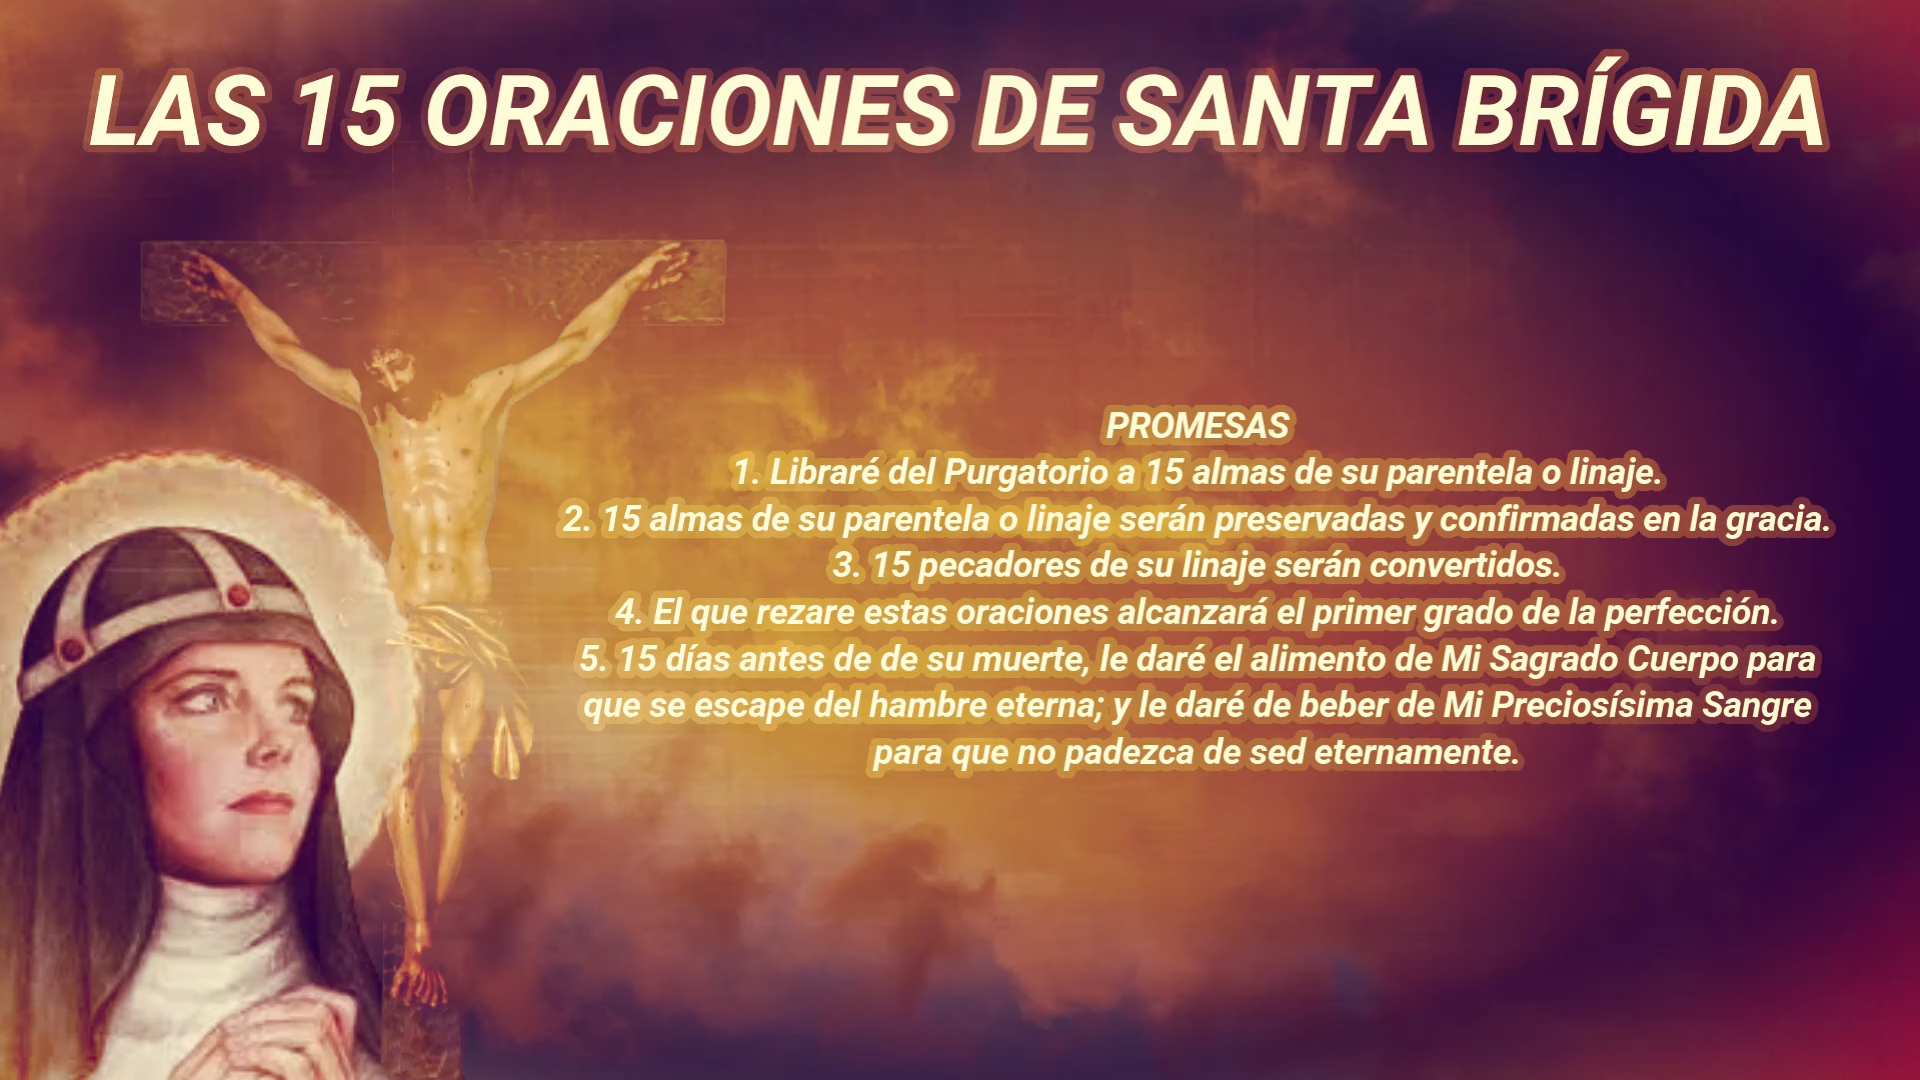 LAS 15 ORACIONES DE SANTA BRÍGIDA
PROMESAS
1. Libraré del Purgatorio a 15 almas de su parentela o linaje.
2. 15 almas de su parentela o linaje serán preservadas y confirmadas en la gracia.
3. 15 pecadores de su linaje serán convertidos.
4. El que rezare estas oraciones alcanzará el primer grado de la perfección.
5. 15 días antes de de su muerte, le daré el alimento de Mi Sagrado Cuerpo para
que se escape del hambre eterna; y le daré de beber de Mi Preciosísima Sangre
para que no padezca de sed eternamente.